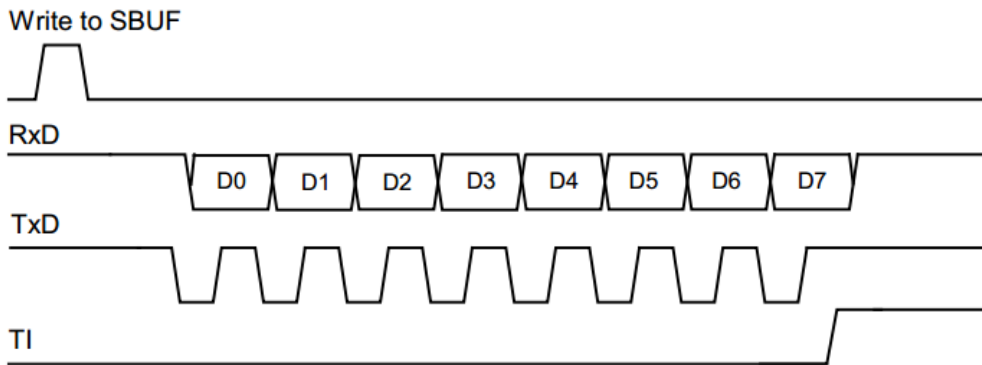 Write to SBUF
RxD
D0 D1 D2 D3 D4 D5 D6 D7
TxD
TI